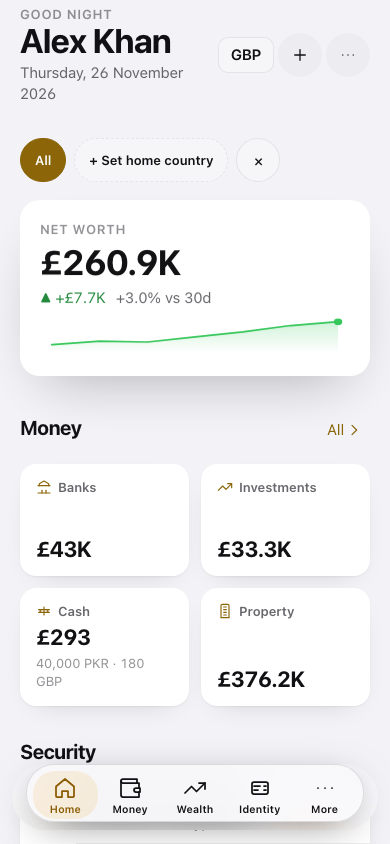 GOOD NIGHT
Alex Khan
Thursday, 26 November
2026
GBP
+
···
All
+ Set home country
×
NET WORTH
£260.9K
▲ +£7.7K +3.0% vs 30d
Money
All >
Banks
£43K
Investments
£33.3K
Cash
£293
40,000 PKR · 180
GBP
Property
£376.2K
Security
Home
Money
Wealth
Identity
More